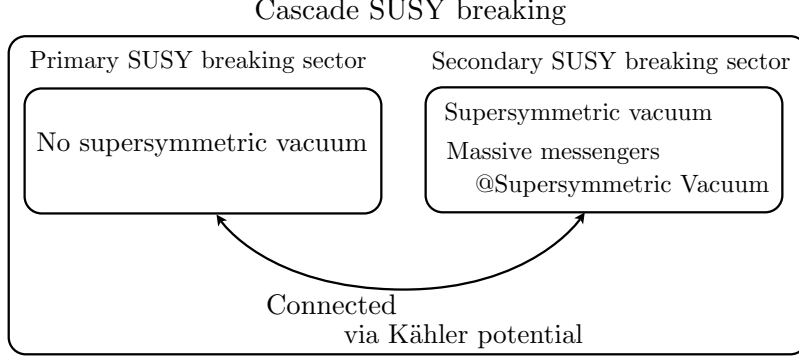 Cascade SUSY breaking
Primary SUSY breaking sector
No supersymmetric vacuum
Secondary SUSY breaking sector
Supersymmetric vacuum
Massive messengers
@Supersymmetric Vacuum
Connected
via Kähler potential